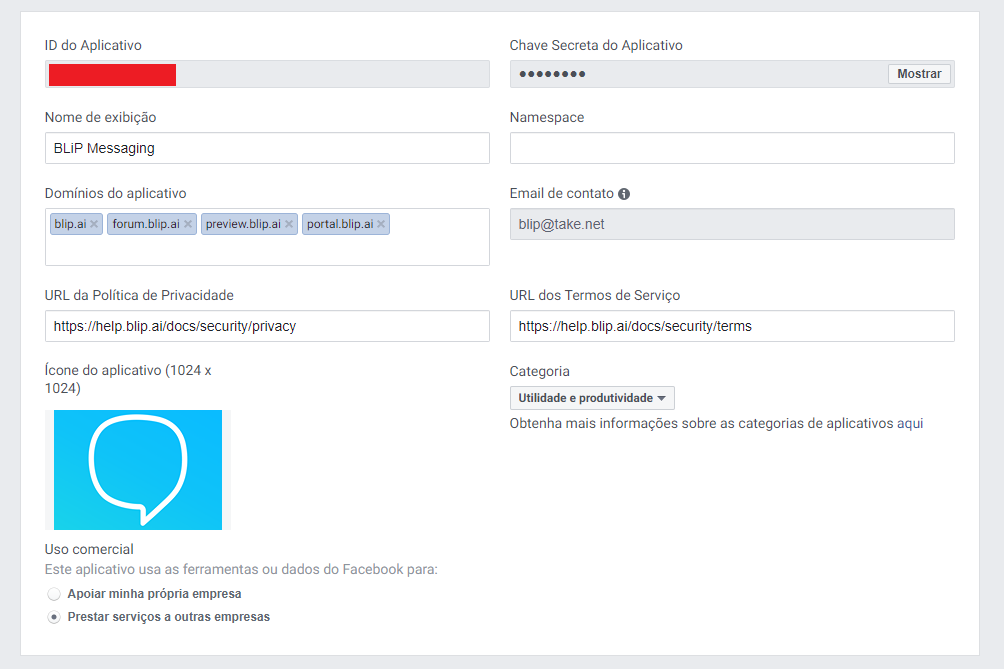 ID do Aplicativo
Chave Secreta do Aplicativo
●●●●●●●●
Mostrar
Nome de exibição
BLiP Messaging
Namespace
Domínios do aplicativo
blip.ai × forum.blip.ai × preview.blip.ai × portal.blip.ai ×
Email de contato
blip@take.net
URL da Política de Privacidade
https://help.blip.ai/docs/security/privacy
URL dos Termos de Serviço
https://help.blip.ai/docs/security/terms
Ícone do aplicativo (1024 x
1024)
Categoria
Utilidade e produtividade
Obtenha mais informações sobre as categorias de aplicativos aqui
Uso comercial
Este aplicativo usa as ferramentas ou dados do Facebook para:
Apoiar minha própria empresa
Prestar serviços a outras empresas